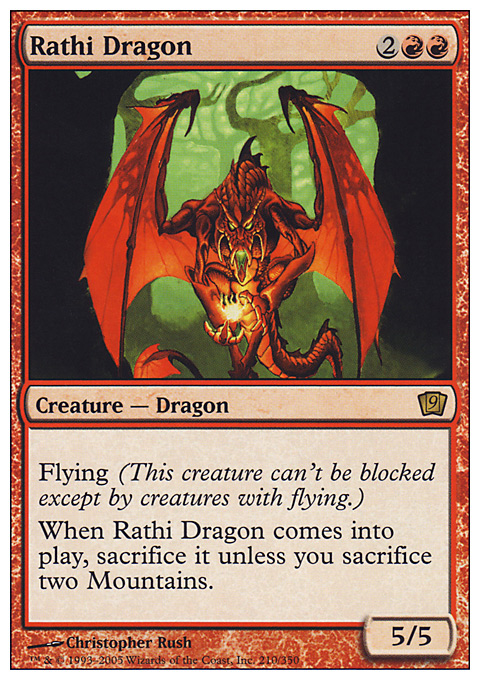 Rathi Dragon 2
Creature — Dragon 9
Flying (This creature can't be blocked
except by creatures with flying.)
When Rathi Dragon comes into
play, sacrifice it unless you sacrifice
two Mountains.
5/5
Christopher Rush
™ & © 1993-2005 Wizards of the Coast, Inc. 210/350